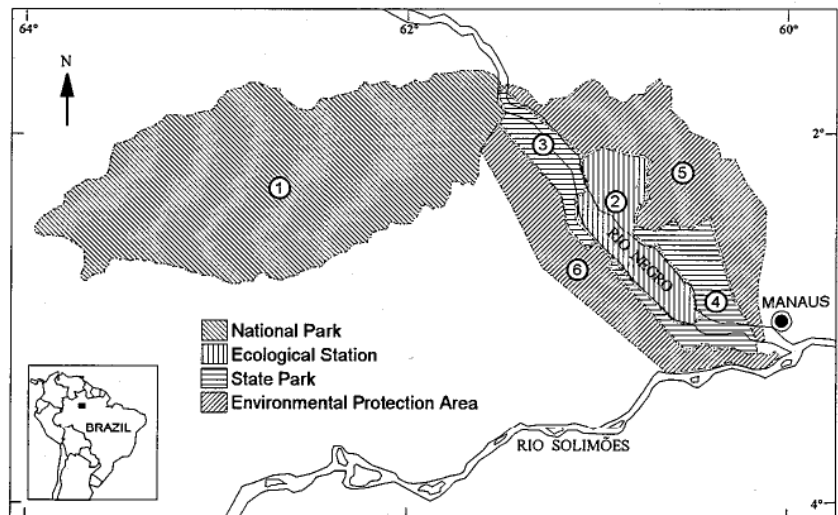 64°
62°
60°
N
2°
3
1
2
5
RIO NEGRO
6
4
MANAUS
National Park
Ecological Station
State Park
Environmental Protection Area
BRAZIL
RIO SOLIMÕES
4°